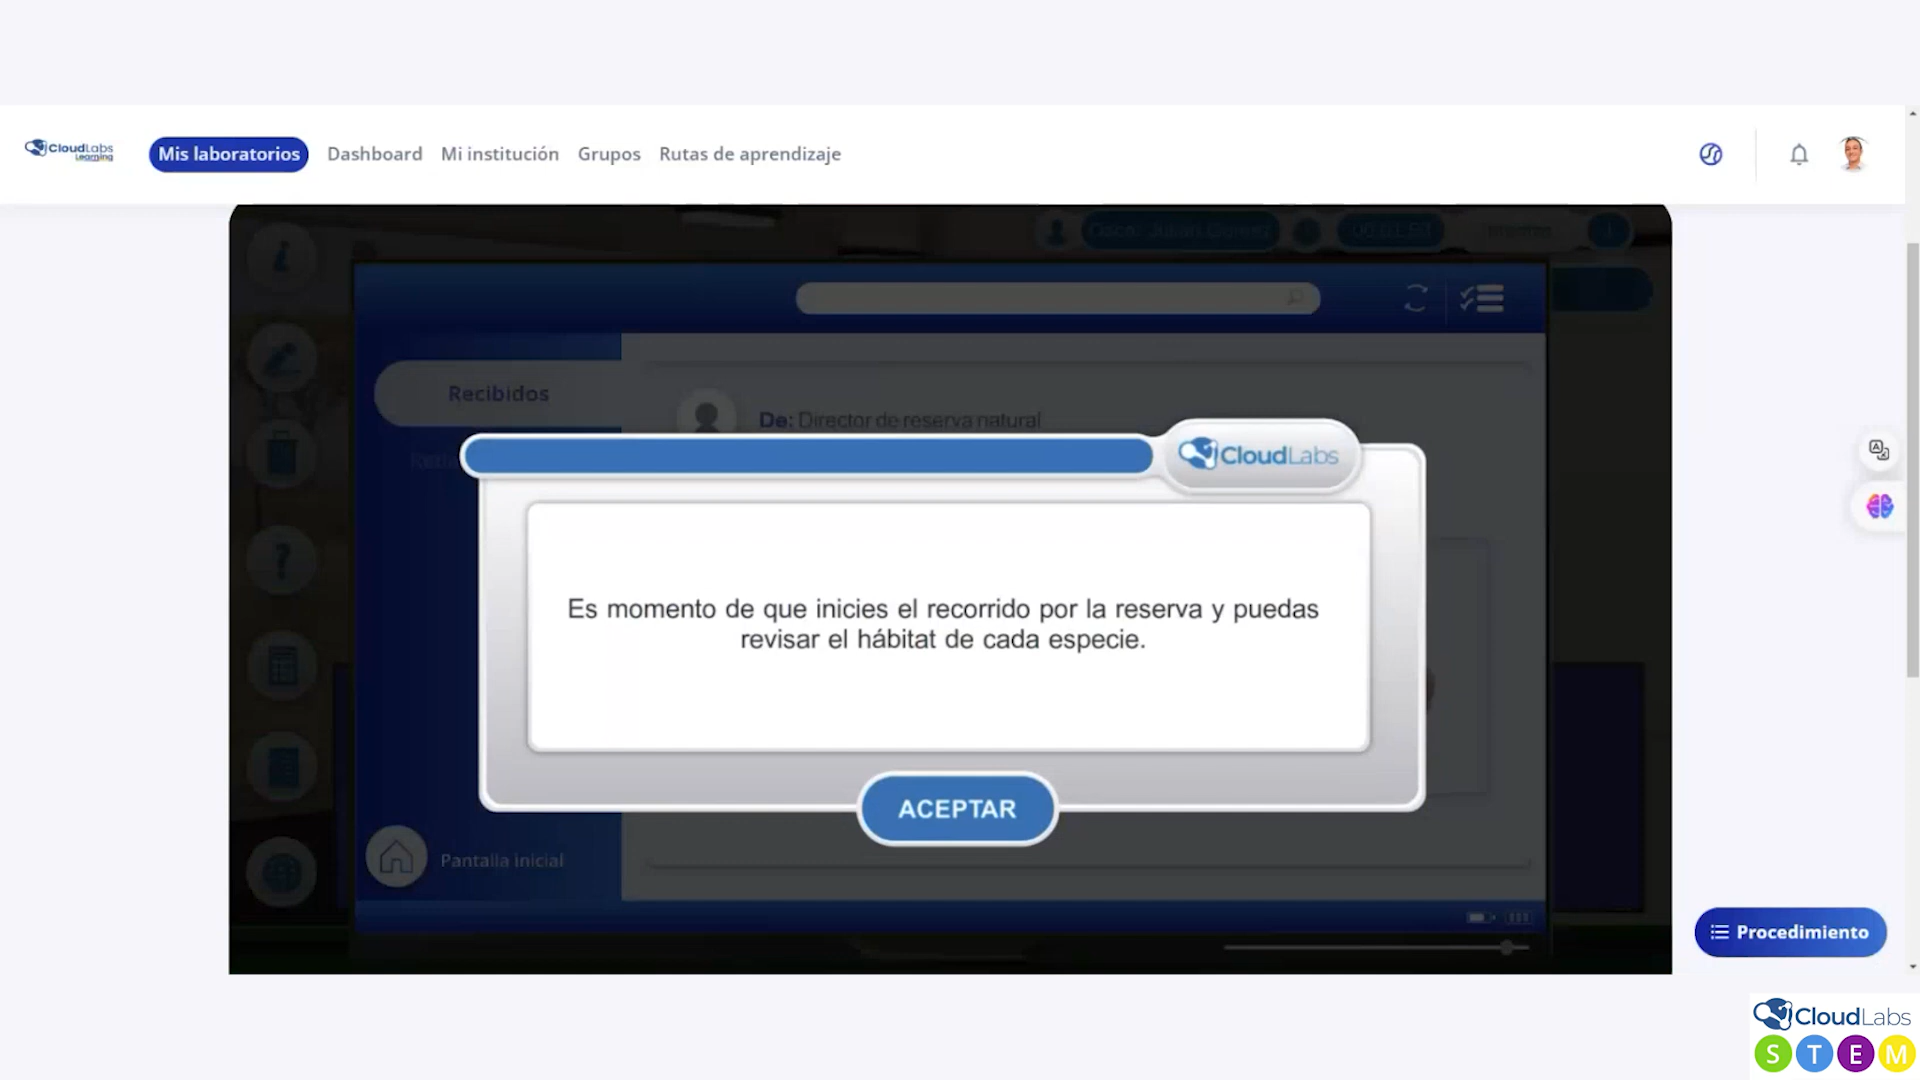 CloudLabs
Learning
Mis laboratorios
Dashboard
Mi institución
Grupos
Rutas de aprendizaje
Recibidos
De: Director de reserva natural
CloudLabs
Es momento de que inicies el recorrido por la reserva y puedas
revisar el hábitat de cada especie.
ACEPTAR
Pantalla inicial
Procedimiento
CloudLabs
S T E M